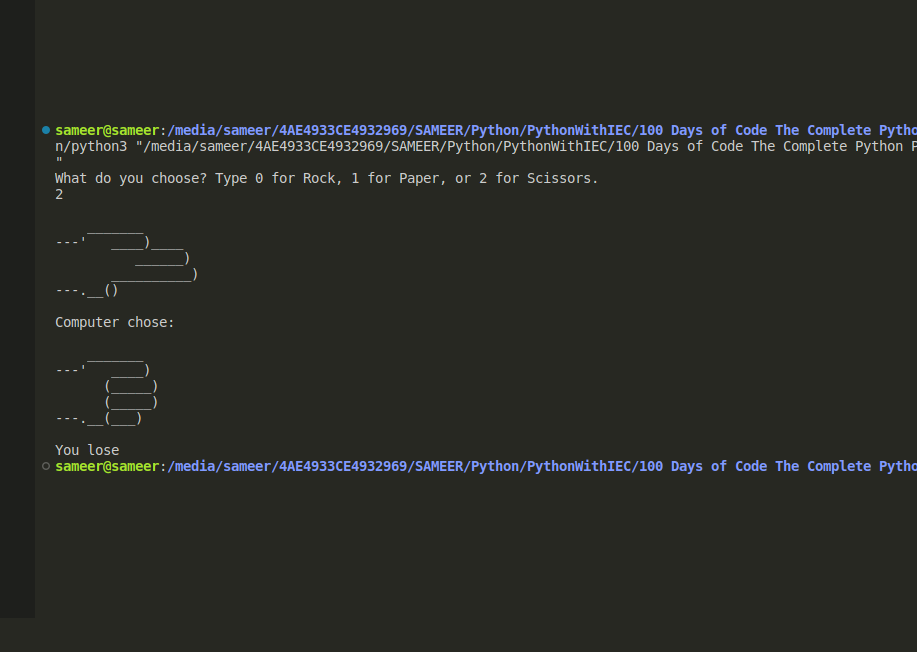 sameer@sameer:/media/sameer/4AE4933CE4932969/SAMEER/Python/PythonWithIEC/100 Days of Code The Complete Pytho
n/python3 "/media/sameer/4AE4933CE4932969/SAMEER/Python/PythonWithIEC/100 Days of Code The Complete Python P
"
What do you choose? Type 0 for Rock, 1 for Paper, or 2 for Scissors.
2

    _______
---'   ____)____
          ______)
       __________)
---.__()

Computer chose:

    _______
---'   ____)
      (_____)
      (_____)
---.__(___)

You lose
sameer@sameer:/media/sameer/4AE4933CE4932969/SAMEER/Python/PythonWithIEC/100 Days of Code The Complete Pytho